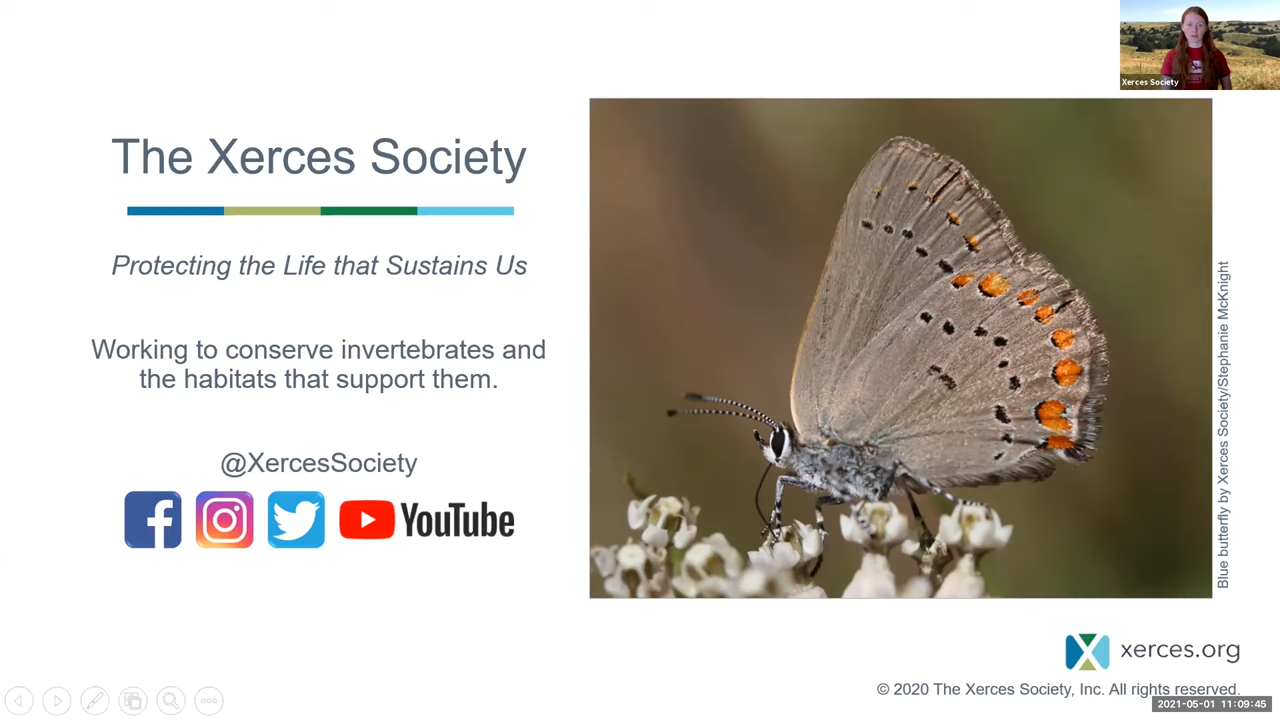 Xerces Society
The Xerces Society
Protecting the Life that Sustains Us
Working to conserve invertebrates and
the habitats that support them.
@XercesSociety
YouTube
Blue butterfly by Xerces Society/Stephanie McKnight
xerces.org
© 2020 The Xerces Society, Inc. All rights reserved.
2021-05-01 11:09:45